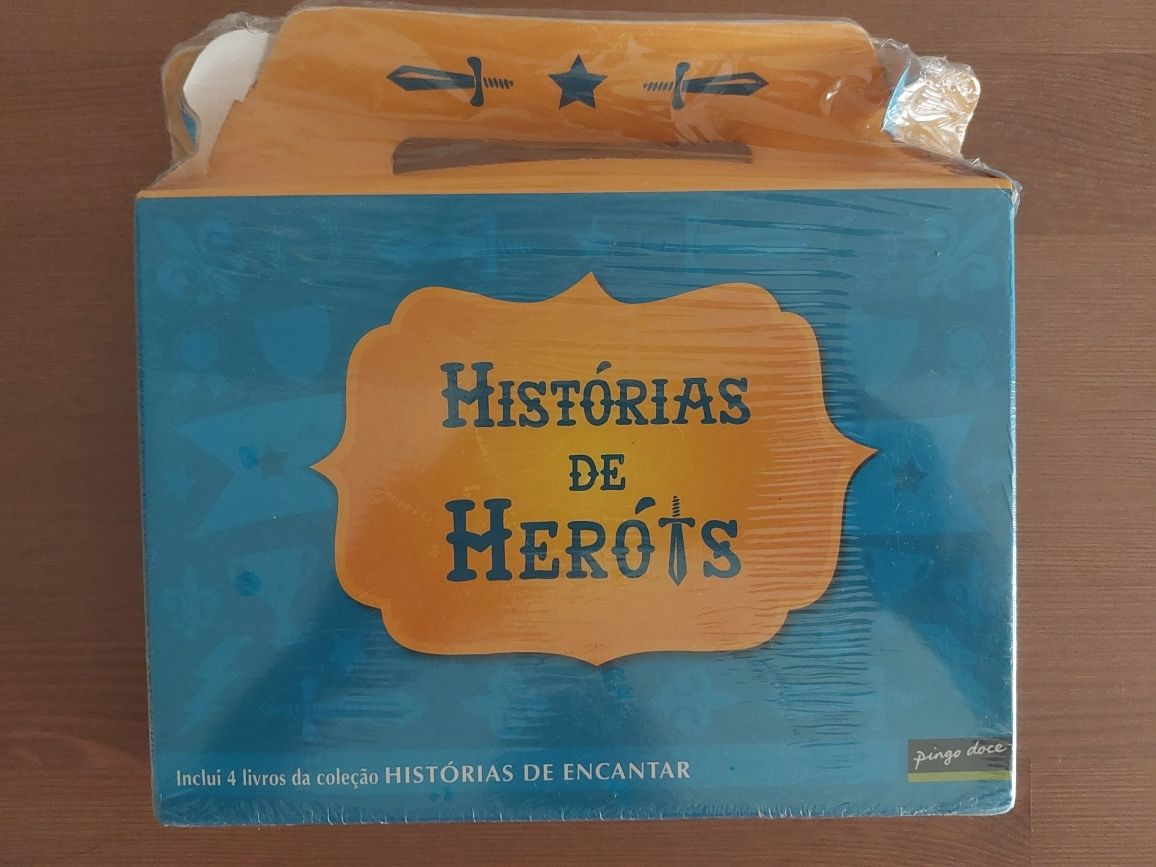 HISTÓRIAS
DE
HERÓIS
Inclui 4 livros da coleção HISTÓRIAS DE ENCANTAR
pingo doce